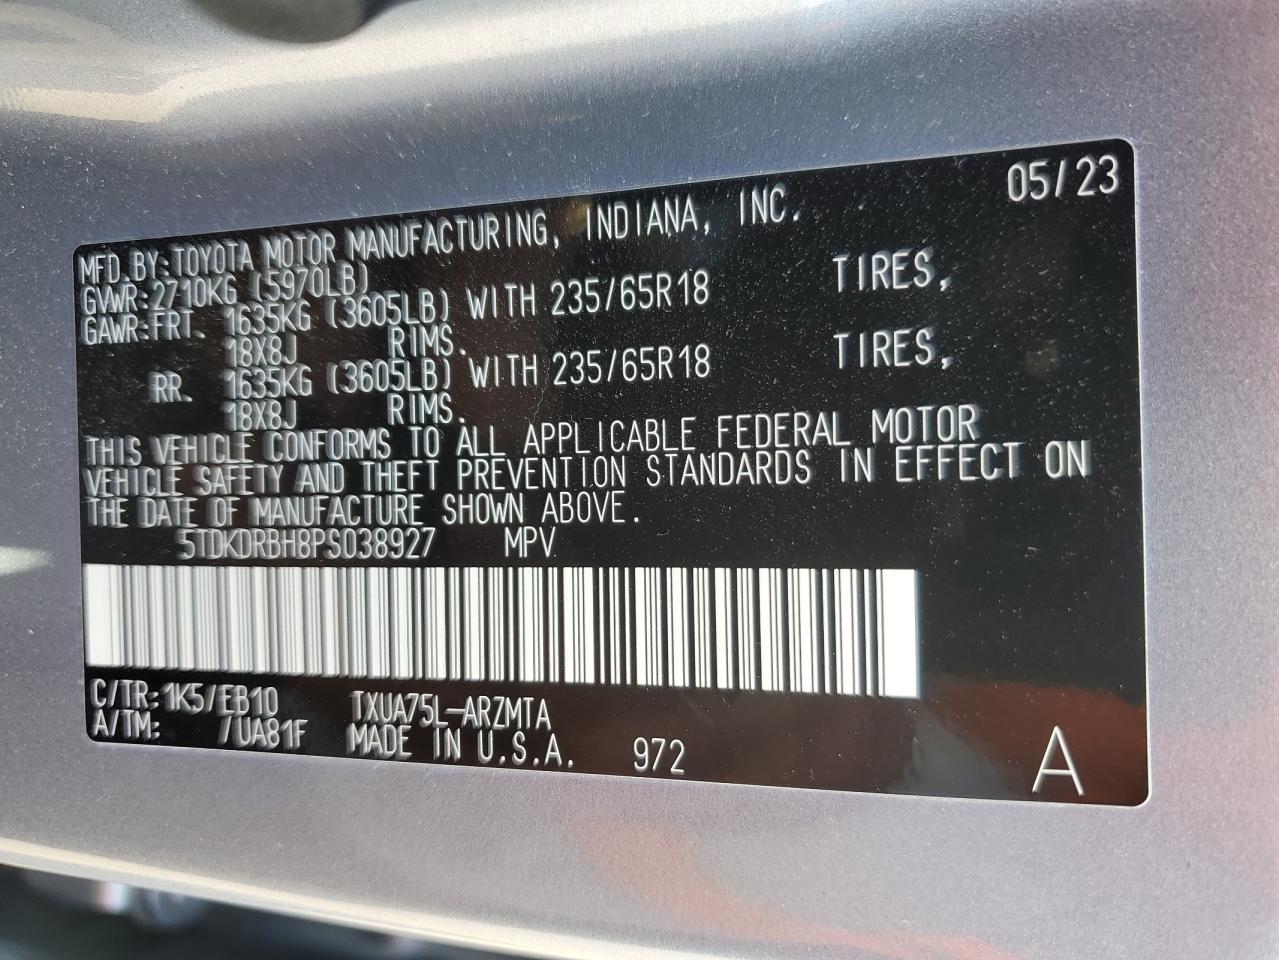 05/23
MFD.BY:TOYOTA MOTOR MANUFACTURING, INDIANA, INC.
GVWR:2710KG (5970LB)
GAWR:FRT. 1635KG (3605LB) WITH 235/65R18 TIRES,
18X8J RIMS.
RR. 1635KG (3605LB) WITH 235/65R18 TIRES,
18X8J RIMS.
THIS VEHICLE CONFORMS TO ALL APPLICABLE FEDERAL MOTOR
VEHICLE SAFETY AND THEFT PREVENTION STANDARDS IN EFFECT ON
THE DATE OF MANUFACTURE SHOWN ABOVE.
5TDKDRBH8PS038927 MPV
C/TR:1K5/EB10 TXUA75L-ARZMTA
A/TM: /UA81F MADE IN U.S.A. 972 A